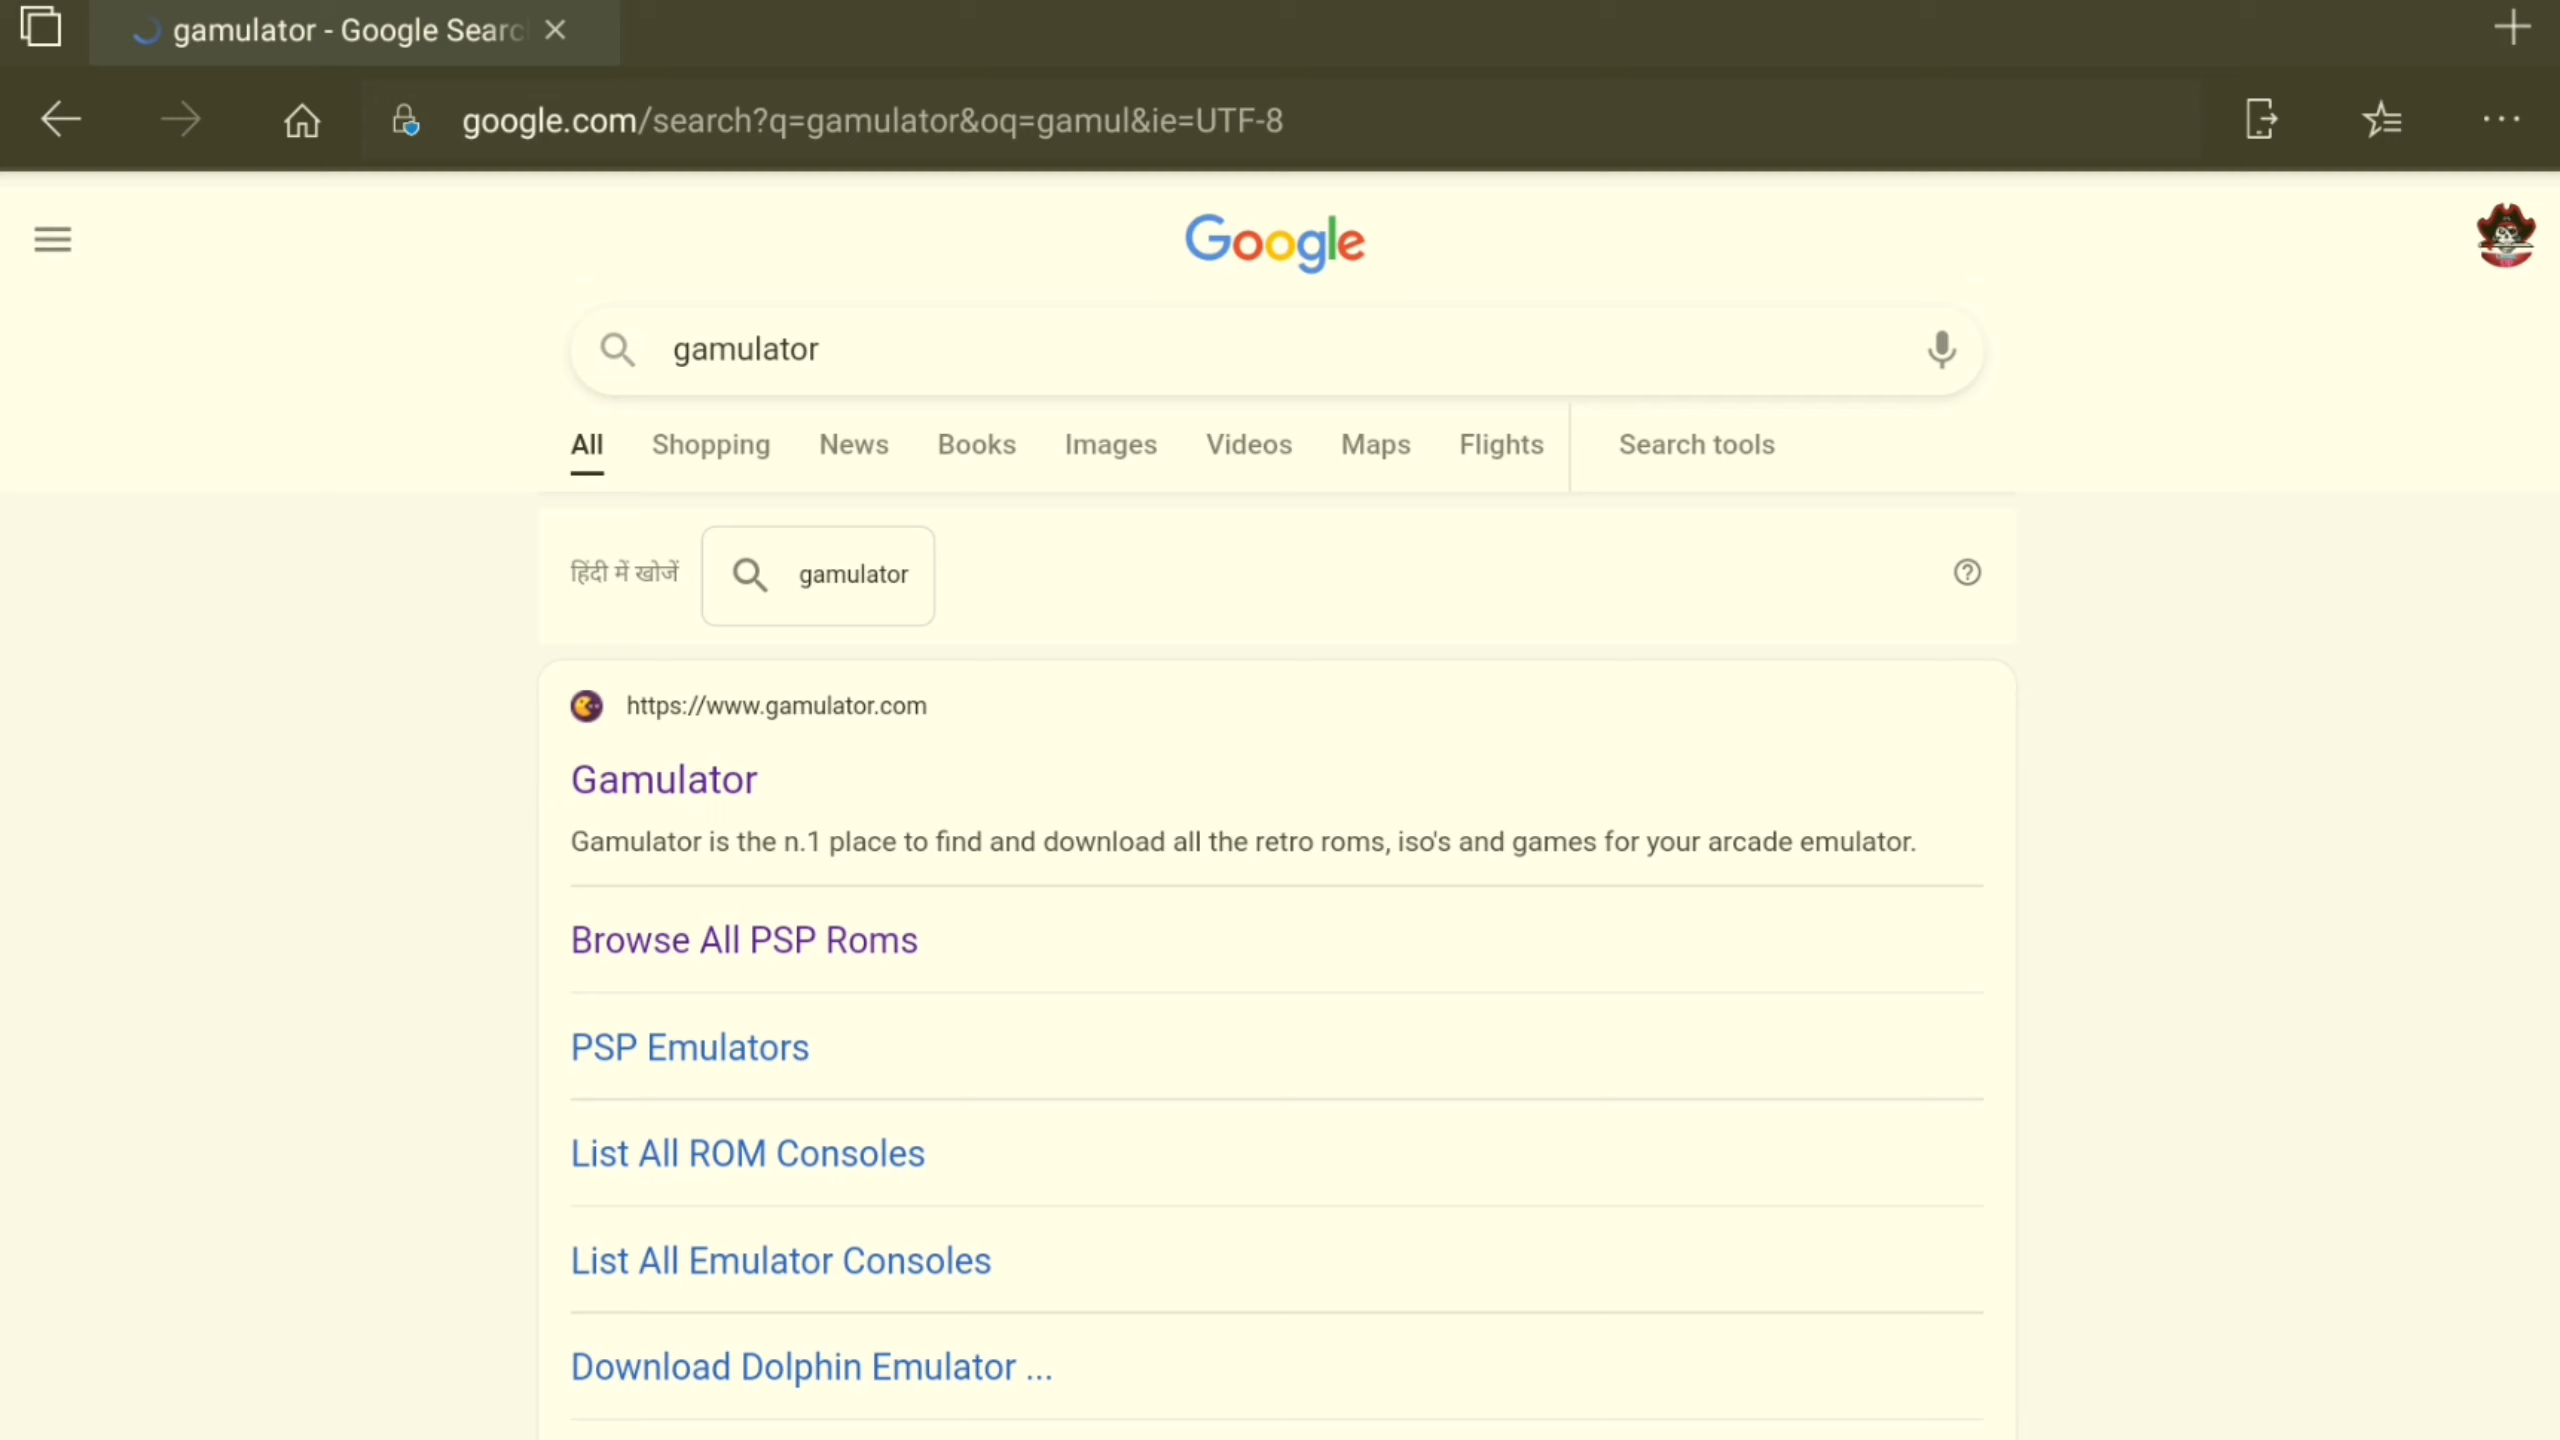 gamulator - Google Searc
google.com/search?q=gamulator&oq=gamul&ie=UTF-8
Google
gamulator
All Shopping News Books Images Videos Maps Flights Search tools
हिंदी में खोजें gamulator
https://www.gamulator.com
Gamulator
Gamulator is the n.1 place to find and download all the retro roms, iso's and games for your arcade emulator.
Browse All PSP Roms
PSP Emulators
List All ROM Consoles
List All Emulator Consoles
Download Dolphin Emulator ...